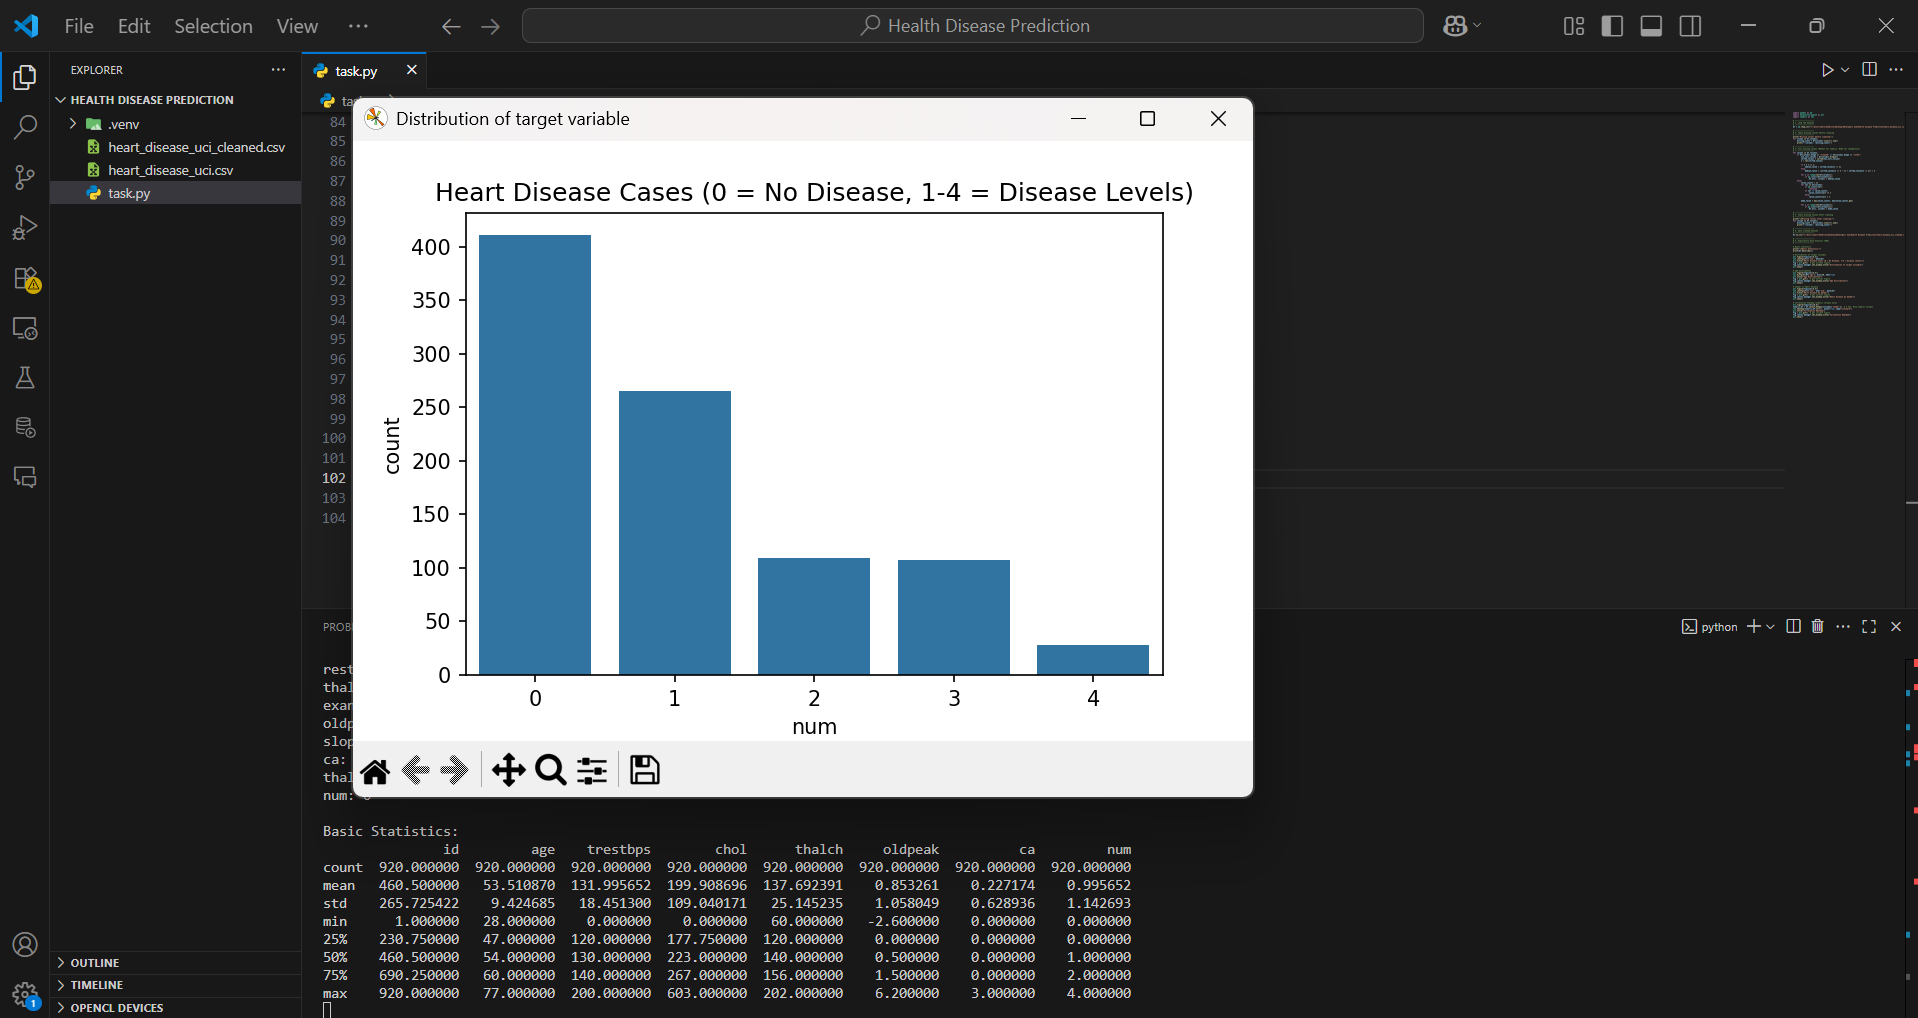 File Edit Selection View ··· Health Disease Prediction
EXPLORER ···
HEALTH DISEASE PREDICTION
.venv
heart_disease_uci_cleaned.csv
heart_disease_uci.csv
task.py
OUTLINE
TIMELINE
OPENCL DEVICES
1
task.py
84
85
86
87
88
89
90
91
92
93
94
95
96
97
98
99
100
101
102
103
104
Distribution of target variable
Heart Disease Cases (0 = No Disease, 1-4 = Disease Levels)
count
400
350
300
250
200
150
100
50
0
0 1 2 3 4
num
python
ca:
num:
Basic Statistics:
id age trestbps chol thalch oldpeak ca num
count 920.000000 920.000000 920.000000 920.000000 920.000000 920.000000 920.000000 920.000000
mean 460.500000 53.510870 131.995652 199.908696 137.692391 0.853261 0.227174 0.995652
std 265.725422 9.424685 18.451300 109.040171 25.145235 1.058049 0.628936 1.142693
min 1.000000 28.000000 0.000000 0.000000 60.000000 -2.600000 0.000000 0.000000
25% 230.750000 47.000000 120.000000 177.750000 120.000000 0.000000 0.000000 0.000000
50% 460.500000 54.000000 130.000000 223.000000 140.000000 0.500000 0.000000 1.000000
75% 690.250000 60.000000 140.000000 267.000000 156.000000 1.500000 0.000000 2.000000
max 920.000000 77.000000 200.000000 603.000000 202.000000 6.200000 3.000000 4.000000